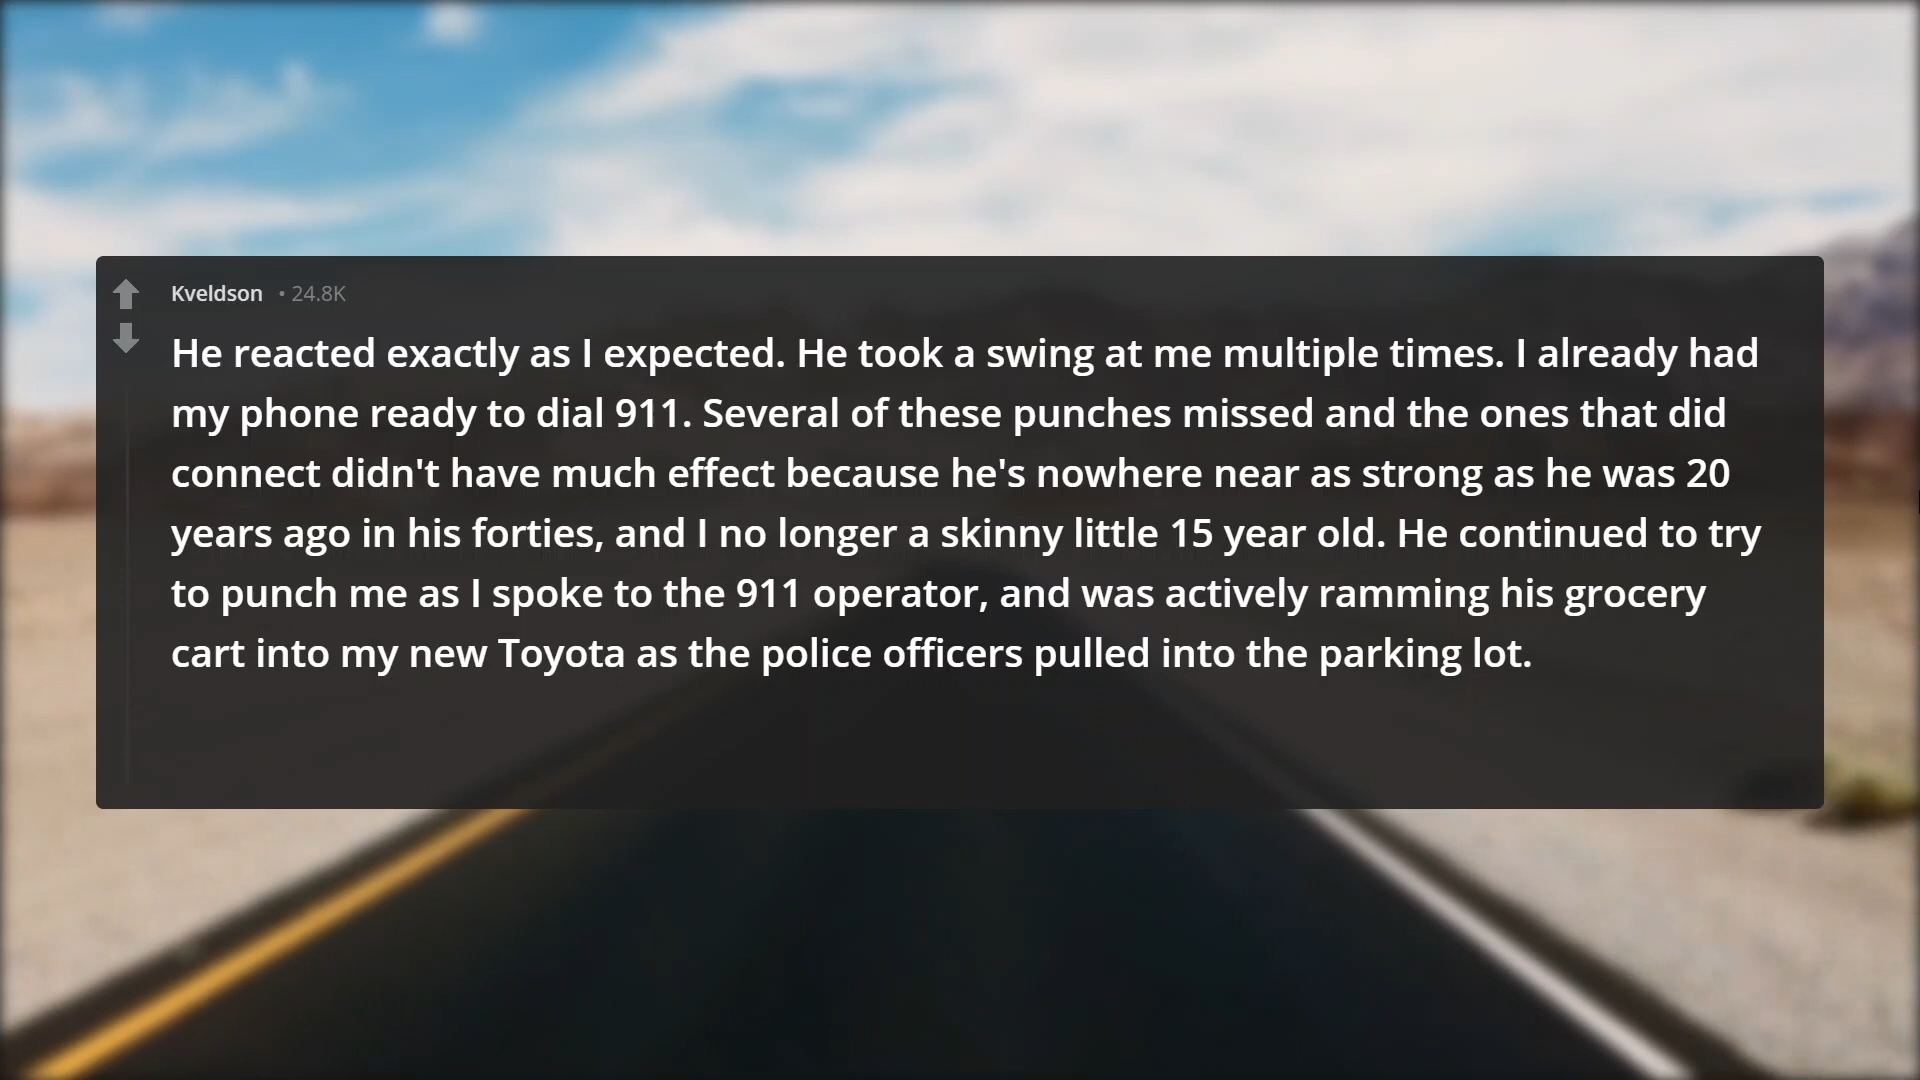 Kveldson • 24.8K
He reacted exactly as I expected. He took a swing at me multiple times. I already had
my phone ready to dial 911. Several of these punches missed and the ones that did
connect didn't have much effect because he's nowhere near as strong as he was 20
years ago in his forties, and I no longer a skinny little 15 year old. He continued to try
to punch me as I spoke to the 911 operator, and was actively ramming his grocery
cart into my new Toyota as the police officers pulled into the parking lot.